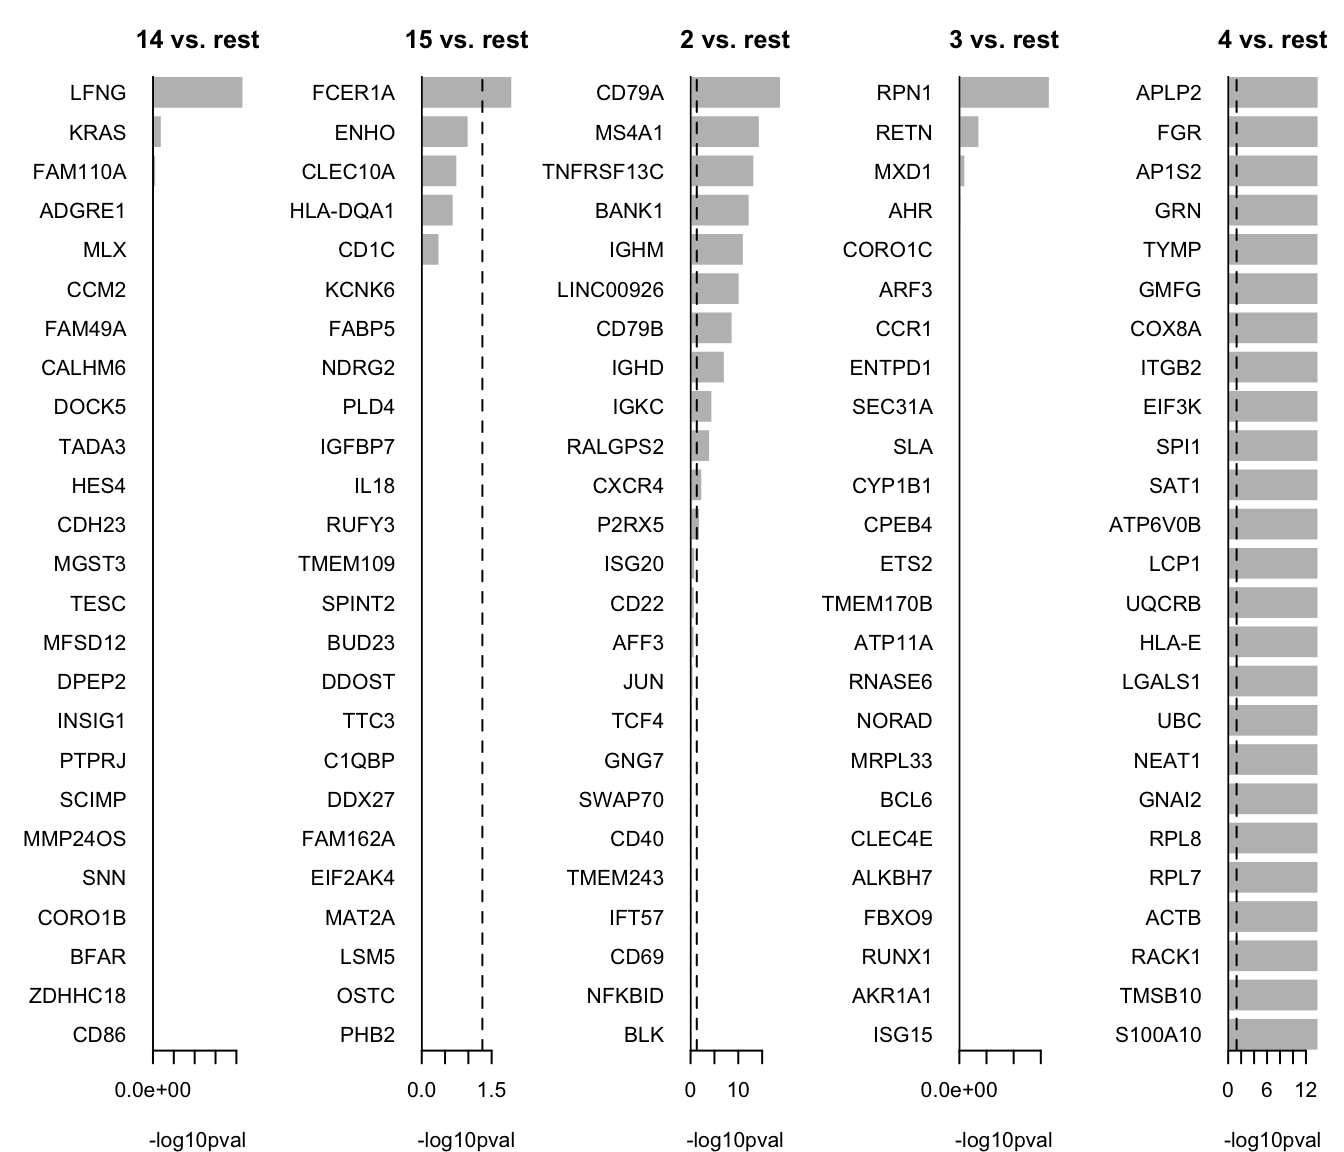 14 vs. rest
LFNG
KRAS
FAM110A
ADGRE1
MLX
CCM2
FAM49A
CALHM6
DOCK5
TADA3
HES4
CDH23
MGST3
TESC
MFSD12
DPEP2
INSIG1
PTPRJ
SCIMP
MMP24OS
SNN
CORO1B
BFAR
ZDHHC18
CD86
0.0e+00
-log10pval
15 vs. rest
FCER1A
ENHO
CLEC10A
HLA-DQA1
CD1C
KCNK6
FABP5
NDRG2
PLD4
IGFBP7
IL18
RUFY3
TMEM109
SPINT2
BUD23
DDOST
TTC3
C1QBP
DDX27
FAM162A
EIF2AK4
MAT2A
LSM5
OSTC
PHB2
0.0 1.5
-log10pval
2 vs. rest
CD79A
MS4A1
TNFRSF13C
BANK1
IGHM
LINC00926
CD79B
IGHD
IGKC
RALGPS2
CXCR4
P2RX5
ISG20
CD22
AFF3
JUN
TCF4
GNG7
SWAP70
CD40
TMEM243
IFT57
CD69
NFKBID
BLK
0 10
-log10pval
3 vs. rest
RPN1
RETN
MXD1
AHR
CORO1C
ARF3
CCR1
ENTPD1
SEC31A
SLA
CYP1B1
CPEB4
ETS2
TMEM170B
ATP11A
RNASE6
NORAD
MRPL33
BCL6
CLEC4E
ALKBH7
FBXO9
RUNX1
AKR1A1
ISG15
0.0e+00
-log10pval
4 vs. rest
APLP2
FGR
AP1S2
GRN
TYMP
GMFG
COX8A
ITGB2
EIF3K
SPI1
SAT1
ATP6V0B
LCP1
UQCRB
HLA-E
LGALS1
UBC
NEAT1
GNAI2
RPL8
RPL7
ACTB
RACK1
TMSB10
S100A10
0 6 12
-log10pval